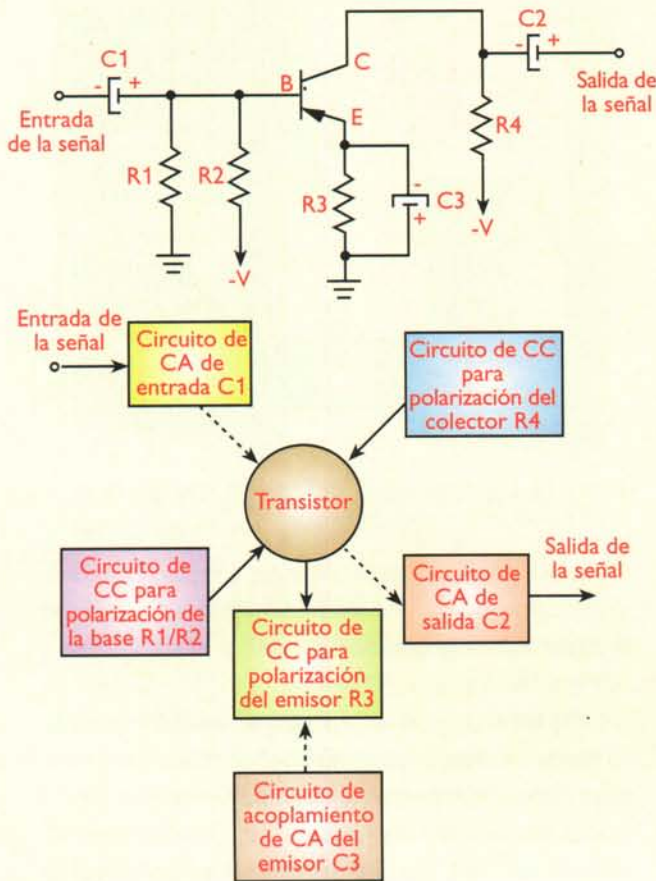 C1
- +
Entrada
de la señal
R1
R2
-V
B
C
E
R3
- C3
+
C2
- +
Salida de
la señal
R4
-V
Entrada de
la señal
Circuito de
CA de
entrada C1
Circuito de CC
para
polarización del
colector R4
Transistor
Circuito de
CC para
polarización de
la base R1/R2
Circuito de
CC para
polarización
del emisor R3
Circuito de
CA de
salida C2
Salida de
la señal
Circuito de
acoplamiento
de CA del
emisor C3